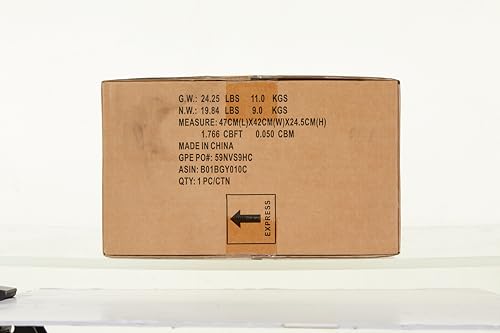 G.W.: 24.25 LBS 11.0 KGS
N.W.: 19.84 LBS 9.0 KGS
MEASURE: 47CM(L)X42CM(W)X24.5CM(H)
1.766 CBFT 0.050 CBM
MADE IN CHINA
GPE PO#: 59NVS9HC
ASIN: B01BGY010C
QTY: 1 PC/CTN
EXPRESS